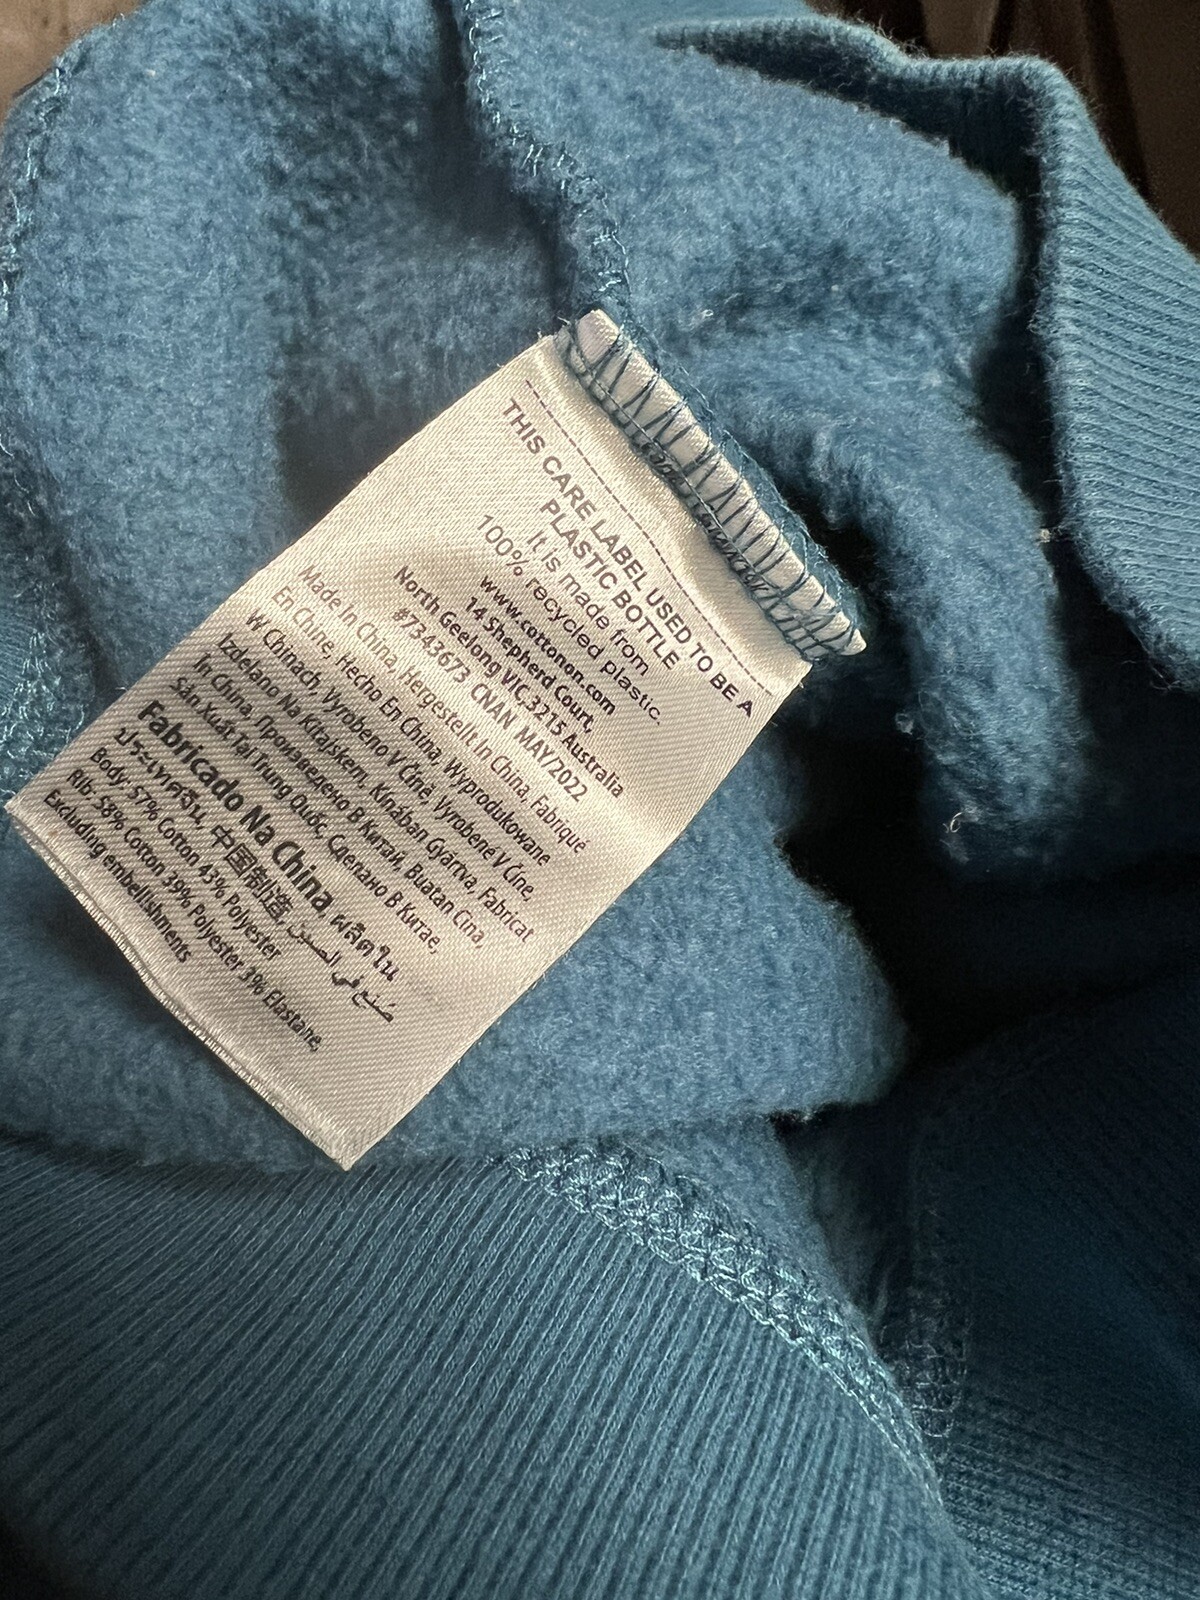 THIS CARE LABEL USED TO BE A
PLASTIC BOTTLE
It is made from
100% recycled plastic.
www.cottonon.com
14 Shepherd Court,
North Geelong VIC,3215 Australia
#7343673 CNAN MAY/2022
Made In China, Hergestellt In China, Fabriqué
En Chine, Hecho En China, Wyprodukowane
W Chinach, Vyrobeno V Číně, Vyrobené V Číne,
Izdelano Na Kitajskem, Kínában Gyártva, Fabricat
In China, Произведено В Китай, Buatan Cina,
Sản Xuất Tại Trung Quốc, Сделано В Китае,
Fabricado Na China, ผลิตใน
ประเทศจีน, 中国制造, صنع في الصين
Body: 57% Cotton 43% Polyester
Rib: 58% Cotton 39% Polyester 3% Elastane,
Excluding embellishments